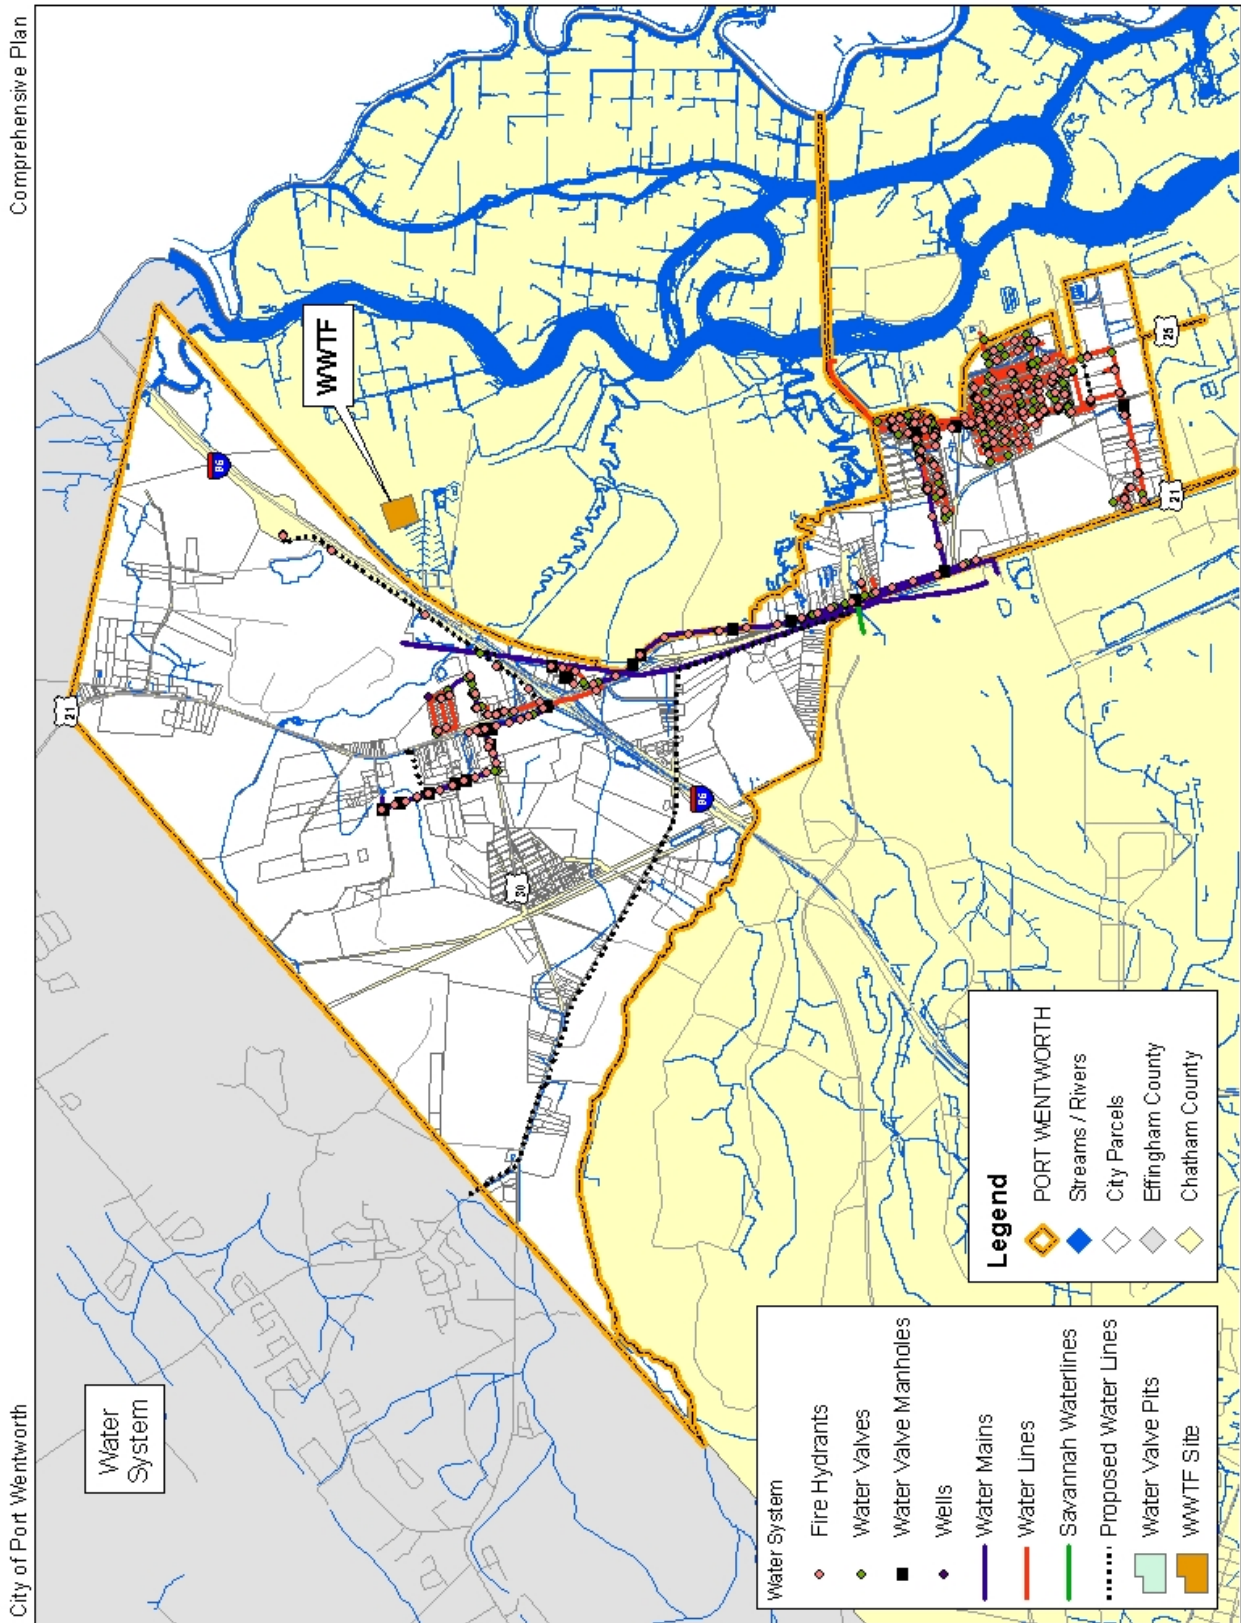 City of Port Wentworth
Comprehensive Plan
Water
System
21
95
WWTF
30
95
21
25
Water System
Fire Hydrants
Water Valves
Water Valve Manholes
Wells
Water Mains
Water Lines
Savannah Waterlines
Proposed Water Lines
Water Valve Pits
WWTF Site
Legend
PORT WENTWORTH
Streams / Rivers
City Parcels
Effingham County
Chatham County